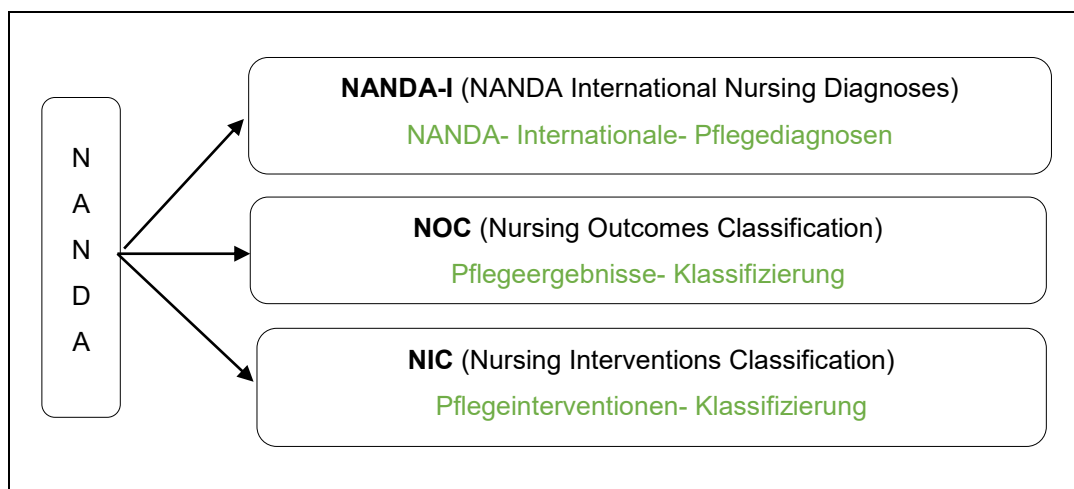 N
A
N
D
A
NANDA-I (NANDA International Nursing Diagnoses)
NANDA- Internationale- Pflegediagnosen
NOC (Nursing Outcomes Classification)
Pflegeergebnisse- Klassifizierung
NIC (Nursing Interventions Classification)
Pflegeinterventionen- Klassifizierung